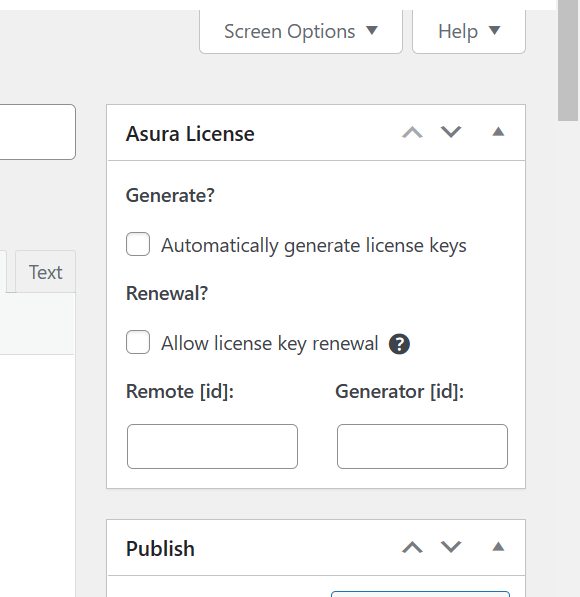 Screen Options Help
Asura License
Generate?
Automatically generate license keys
Text
Renewal?
Allow license key renewal ?
Remote [id]: Generator [id]:
Publish